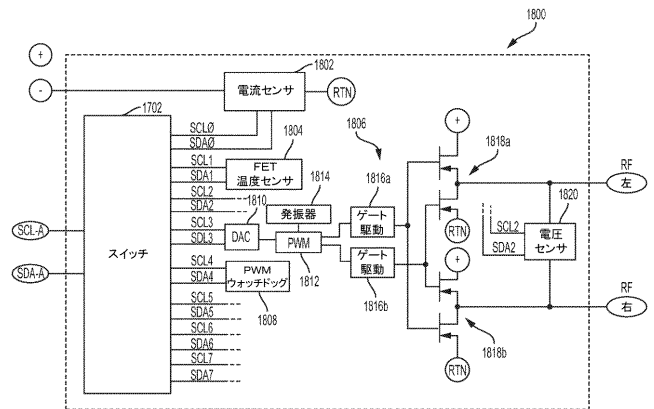 1800
+
-
1802
電流センサ
RTN
1702
SCLØ
SDAØ
1804
SCL1
SDA1
FET
温度センサ
1806
+
1818a
SCL2
SDA2
1810
1814
発振器
1816a
ゲート
駆動
RF
左
SCL-A
SCL3
SDL3
DAC
PWM
1812
RTN
1820
SCL2
SDA2
電圧
センサ
スイッチ
ゲート
駆動
1816b
+
SDA-A
SCL4
SDA4
PWM
ウォッチドッグ
1808
RF
右
SCL5
SDA5
SCL6
SDA6
SCL7
SDA7
1818b
RTN